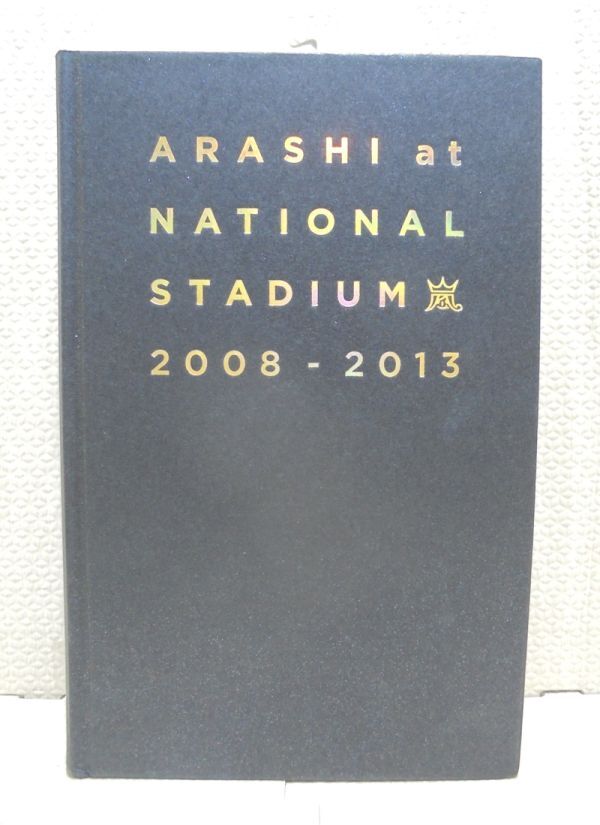 ARASHI at
NATIONAL
STADIUM 嵐
2008 - 2013